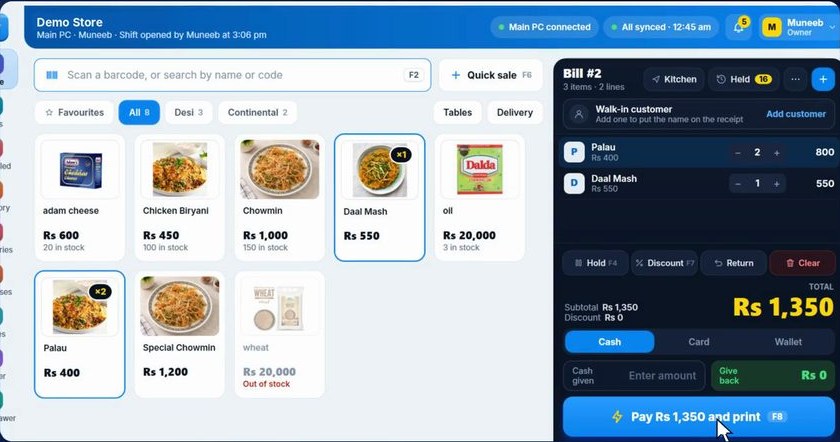 Demo Store
Main PC · Muneeb · Shift opened by Muneeb at 3:06 pm
Main PC connected
All synced · 12:45 am
5
M
Muneeb
Owner
Scan a barcode, or search by name or code
F2
+ Quick sale F6
Favourites
All 8
Desi 3
Continental 2
Tables
Delivery
adam cheese
Rs 600
20 in stock
Chicken Biryani
Rs 450
100 in stock
Chowmin
Rs 1,000
150 in stock
×1
Daal Mash
Rs 550
Dalda
oil
Rs 20,000
3 in stock
×2
Palau
Rs 400
Special Chowmin
Rs 1,200
WHEAT
wheat
Rs 20,000
Out of stock
Bill #2
3 items · 2 lines
Kitchen
Held 16
Walk-in customer
Add one to put the name on the receipt
Add customer
P
Palau
Rs 400
− 2 +
800
D
Daal Mash
Rs 550
− 1 +
550
Hold F4
Discount F7
Return
Clear
TOTAL
Subtotal Rs 1,350
Discount Rs 0
Rs 1,350
Cash
Card
Wallet
Cash given
Enter amount
Give back
Rs 0
Pay Rs 1,350 and print F8